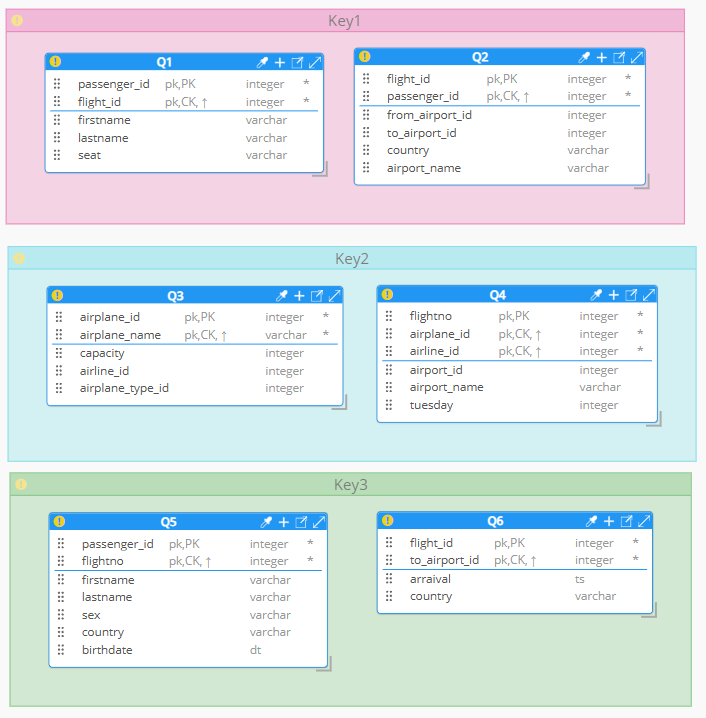 Key1
Q1
passenger_id pk,PK integer *
flight_id pk,CK, ↑ integer *
firstname varchar
lastname varchar
seat varchar
Q2
flight_id pk,PK integer *
passenger_id pk,CK, ↑ integer *
from_airport_id integer
to_airport_id integer
country varchar
airport_name varchar
Key2
Q3
airplane_id pk,PK integer *
airplane_name pk,CK, ↑ varchar *
capacity integer
airline_id integer
airplane_type_id integer
Q4
flightno pk,PK integer *
airplane_id pk,CK, ↑ integer *
airline_id pk,CK, ↑ integer *
airport_id integer
airport_name varchar
tuesday integer
Key3
Q5
passenger_id pk,PK integer *
flightno pk,CK, ↑ integer *
firstname varchar
lastname varchar
sex varchar
country varchar
birthdate dt
Q6
flight_id pk,PK integer *
to_airport_id pk,CK, ↑ integer *
arraival ts
country varchar